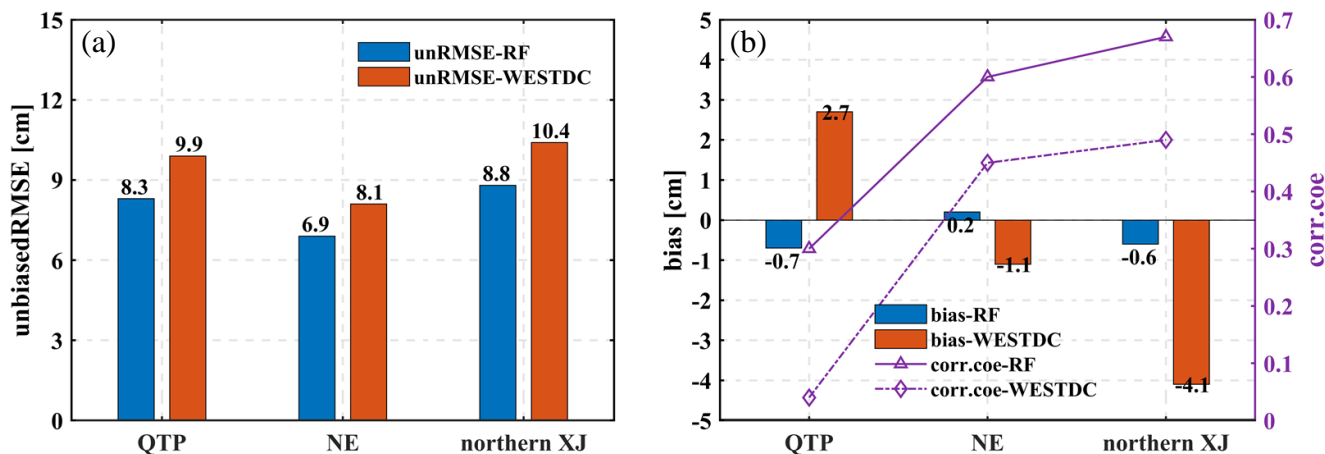 (a)
unRMSE-RF
unRMSE-WESTDC
unbiasedRMSE [cm]
15
12
9
6
3
0
8.3
9.9
6.9
8.1
8.8
10.4
QTP
NE
northern XJ
(b)
bias [cm]
5
4
3
2
1
0
-1
-2
-3
-4
-5
-0.7
2.7
0.2
-1.1
-0.6
-4.1
bias-RF
bias-WESTDC
corr.coe-RF
corr.coe-WESTDC
QTP
NE
northern XJ
0.7
0.6
0.5
0.4
0.3
0.2
0.1
0
corr.coe